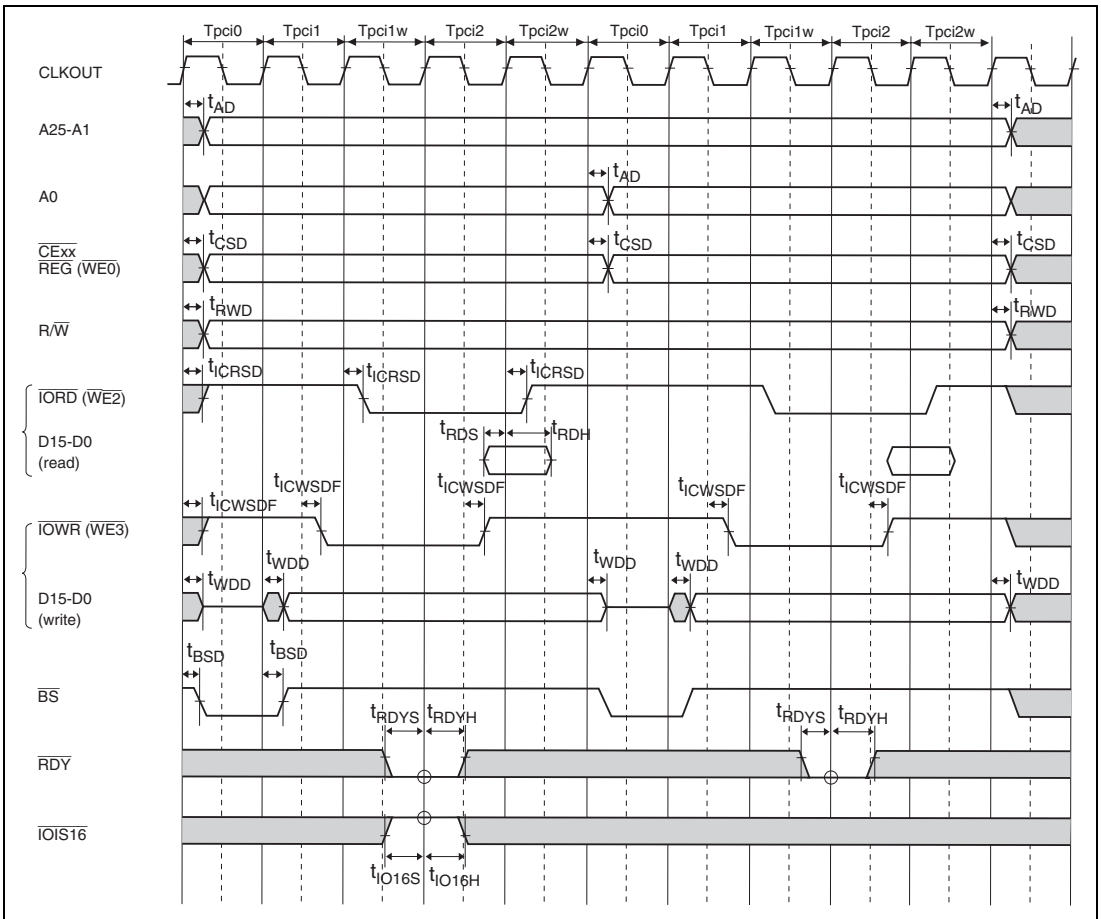 Tpci0 Tpci1 Tpci1w Tpci2 Tpci2w Tpci0 Tpci1 Tpci1w Tpci2 Tpci2w
CLKOUT
tAD tAD
A25-A1
tAD
A0
tCSD tCSD tCSD
CExx
REG (WE0)
tRWD tRWD
R/W
tICRSD tICRSD tICRSD
IORD (WE2)
tRDS tRDH
D15-D0
(read)
tICWSDF tICWSDF tICWSDF tICWSDF tICWSDF
IOWR (WE3)
tWDD tWDD tWDD tWDD tWDD
D15-D0
(write)
tBSD tBSD
BS
tRDYS tRDYH tRDYS tRDYH
RDY
IOIS16
tIO16S tIO16H